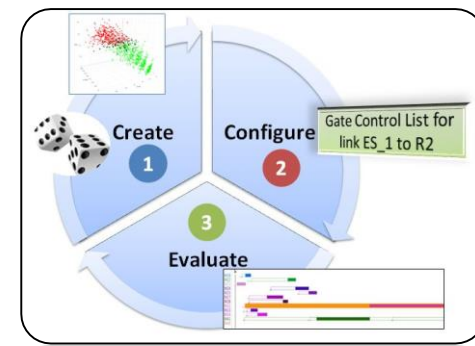 Create
1
Configure
2
Gate Control List for
link ES_1 to R2
3
Evaluate